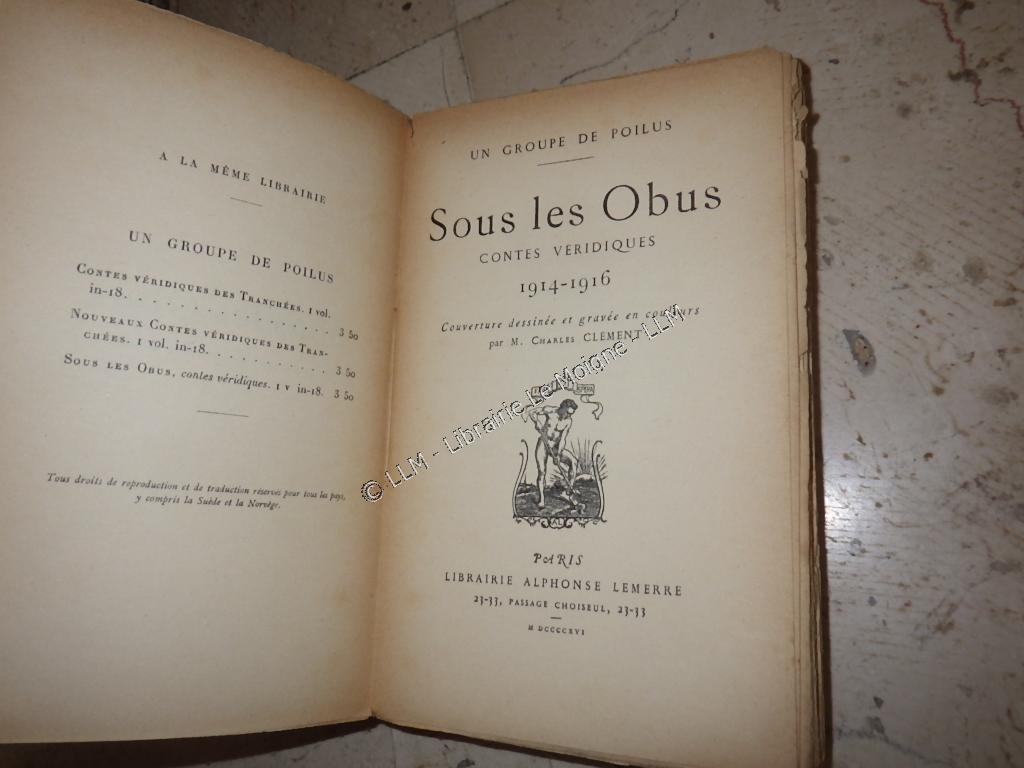 A LA MÊME LIBRAIRIE
UN GROUPE DE POILUS
CONTES VÉRIDIQUES DES TRANCHÉES. 1 vol.
in-18. . . . . . . . . . . . . . . . 3 50
NOUVEAUX CONTES VÉRIDIQUES DES TRAN-
CHÉES. 1 vol. in-18. . . . . . . . . . 3 50
SOUS LES OBUS, contes véridiques. 1 v in-18. 3 50
Tous droits de reproduction et de traduction réservés pour tous les pays,
y compris la Suède et la Norvège.
UN GROUPE DE POILUS
Sous les Obus
CONTES VÉRIDIQUES
1914-1916
Couverture dessinée et gravée en couleurs
par M. CHARLES CLÉMENT
AL
PARIS
LIBRAIRIE ALPHONSE LEMERRE
23-33, PASSAGE CHOISEUL, 23-33
M DCCCCXVI
© LLM - Librairie Le Moigne - LLM